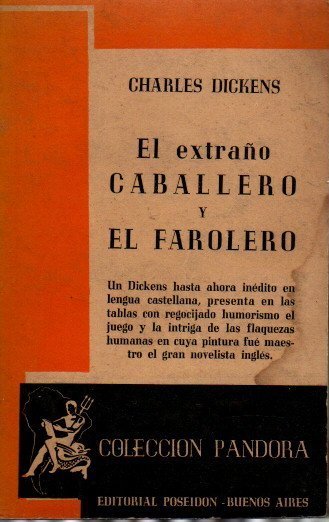 CHARLES DICKENS
El extraño
CABALLERO
Y
EL FAROLERO
Un Dickens hasta ahora inédito en
lengua castellana, presenta en las
tablas con regocijado humorismo el
juego y la intriga de las flaquezas
humanas en cuya pintura fué maes-
tro el gran novelista inglés.
COLECCION PANDORA
EDITORIAL POSEIDON - BUENOS AIRES